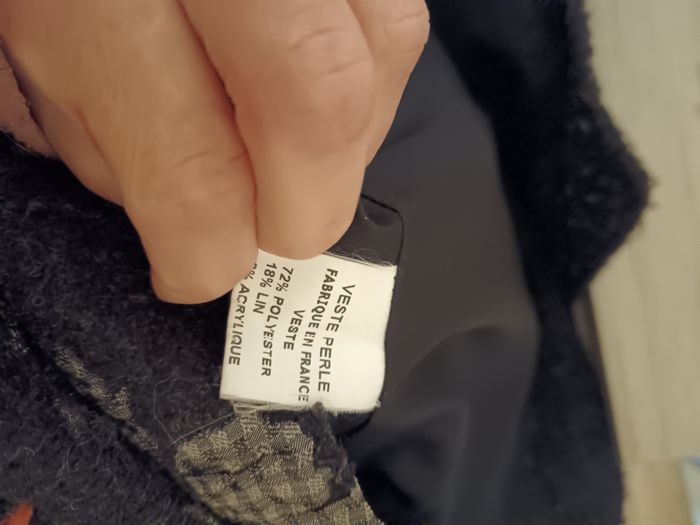 VESTE PERLE
FABRIQUE EN FRANCE
VESTE
72% POLYESTER
18% LIN
% ACRYLIQUE